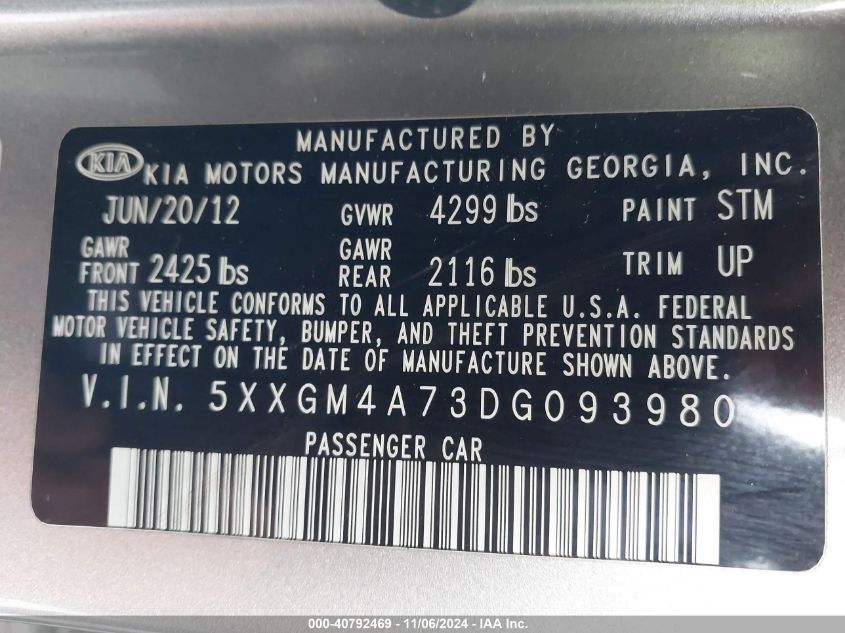 MANUFACTURED BY
KIA KIA MOTORS MANUFACTURING GEORGIA, INC.
JUN/20/12 GVWR 4299 lbs PAINT STM
GAWR FRONT 2425 lbs GAWR REAR 2116 lbs TRIM UP
THIS VEHICLE CONFORMS TO ALL APPLICABLE U.S.A. FEDERAL
MOTOR VEHICLE SAFETY, BUMPER, AND THEFT PREVENTION STANDARDS
IN EFFECT ON THE DATE OF MANUFACTURE SHOWN ABOVE.
V.I.N. 5XXGM4A73DG093980
PASSENGER CAR
000-40792469 - 11/06/2024 - IAA Inc.